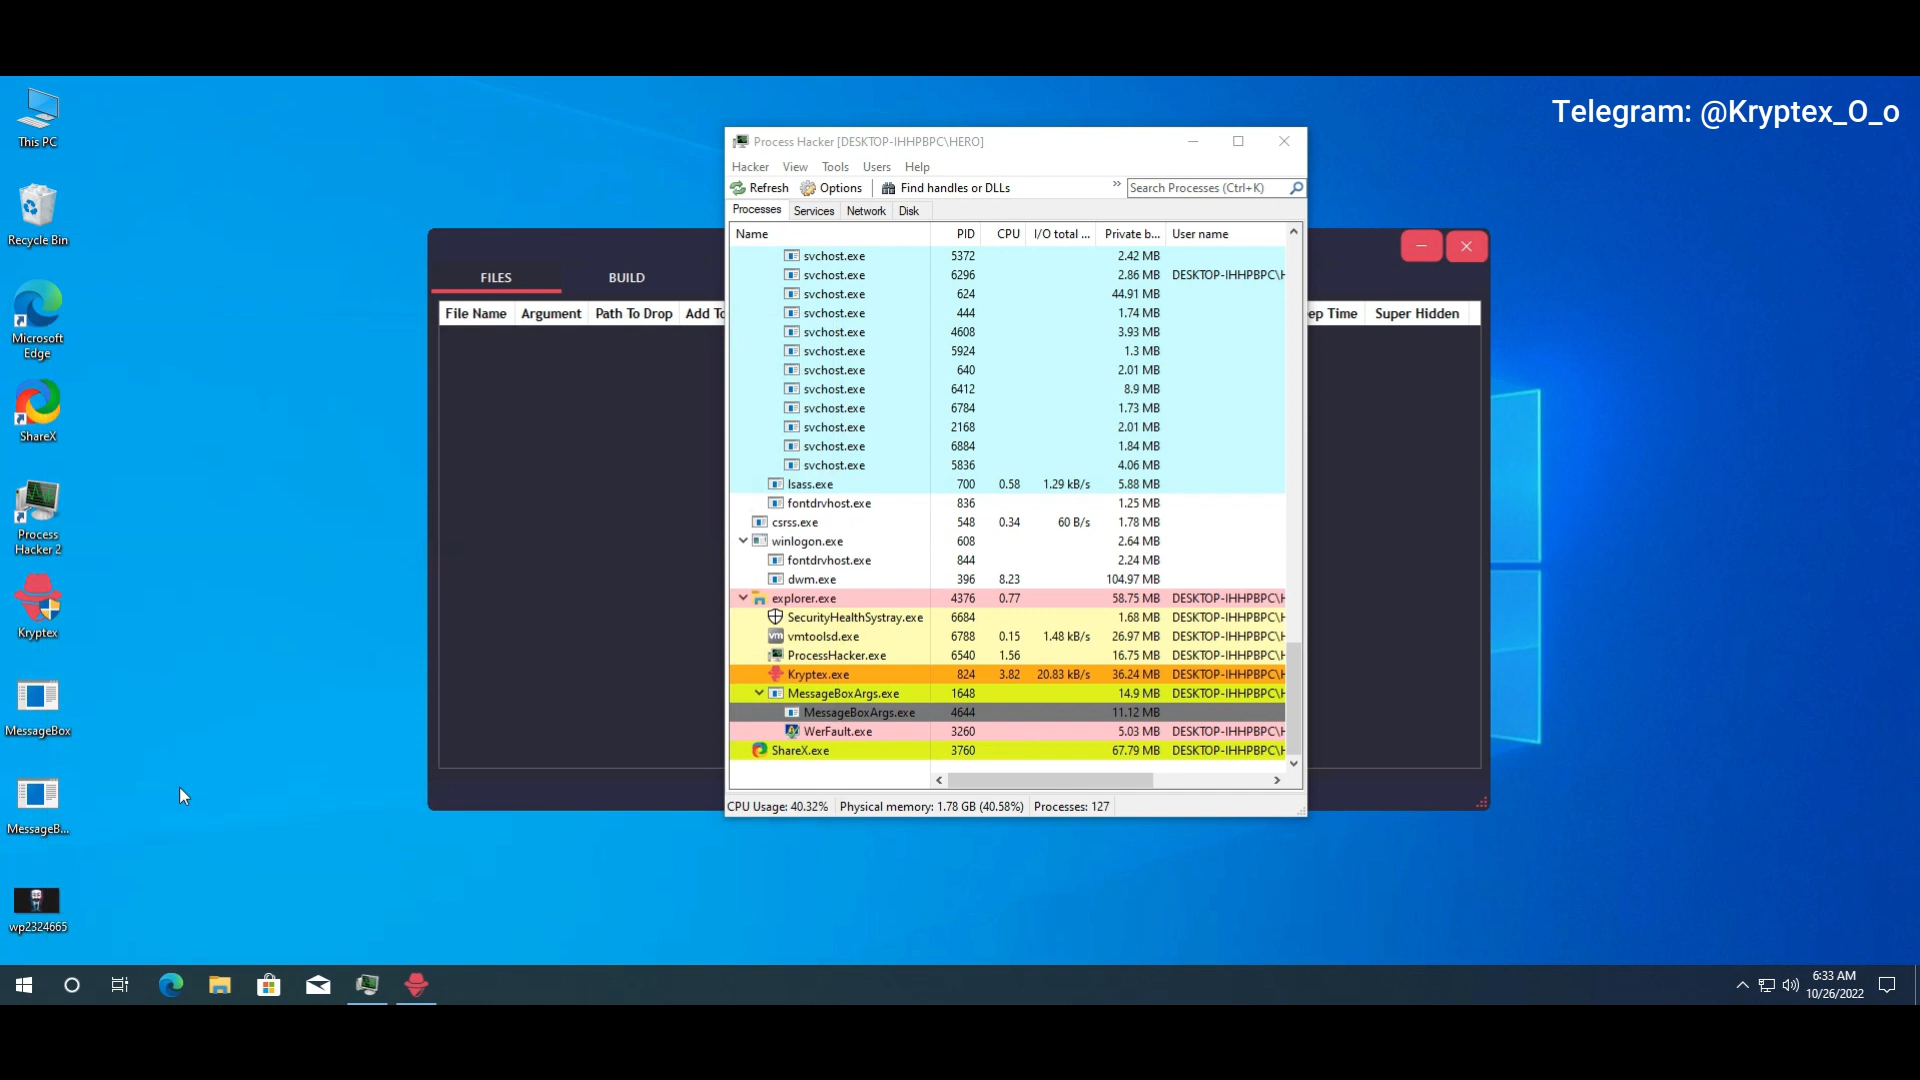 Telegram: @Kryptex_O_o
This PC
Recycle Bin
Microsoft
Edge
ShareX
Process
Hacker 2
Kryptex
MessageBox
MessageB...
wp2324665
FILES
BUILD
File Name Argument Path To Drop Add To
ep Time Super Hidden
Process Hacker [DESKTOP-IHHPBPC\HERO]
Hacker View Tools Users Help
Refresh Options Find handles or DLLs » Search Processes (Ctrl+K)
Processes Services Network Disk
Name PID CPU I/O total ... Private b... User name
svchost.exe 5372 2.42 MB
svchost.exe 6296 2.86 MB DESKTOP-IHHPBPC\H
svchost.exe 624 44.91 MB
svchost.exe 444 1.74 MB
svchost.exe 4608 3.93 MB
svchost.exe 5924 1.3 MB
svchost.exe 640 2.01 MB
svchost.exe 6412 8.9 MB
svchost.exe 6784 1.73 MB
svchost.exe 2168 2.01 MB
svchost.exe 6884 1.84 MB
svchost.exe 5836 4.06 MB
lsass.exe 700 0.58 1.29 kB/s 5.88 MB
fontdrvhost.exe 836 1.25 MB
csrss.exe 548 0.34 60 B/s 1.78 MB
winlogon.exe 608 2.64 MB
fontdrvhost.exe 844 2.24 MB
dwm.exe 396 8.23 104.97 MB
explorer.exe 4376 0.77 58.75 MB DESKTOP-IHHPBPC\H
SecurityHealthSystray.exe 6684 1.68 MB DESKTOP-IHHPBPC\H
vm vmtoolsd.exe 6788 0.15 1.48 kB/s 26.97 MB DESKTOP-IHHPBPC\H
ProcessHacker.exe 6540 1.56 16.75 MB DESKTOP-IHHPBPC\H
Kryptex.exe 824 3.82 20.83 kB/s 36.24 MB DESKTOP-IHHPBPC\H
MessageBoxArgs.exe 1648 14.9 MB DESKTOP-IHHPBPC\H
MessageBoxArgs.exe 4644 11.12 MB
WerFault.exe 3260 5.03 MB DESKTOP-IHHPBPC\H
ShareX.exe 3760 67.79 MB DESKTOP-IHHPBPC\H
CPU Usage: 40.32% Physical memory: 1.78 GB (40.58%) Processes: 127
6:33 AM
10/26/2022